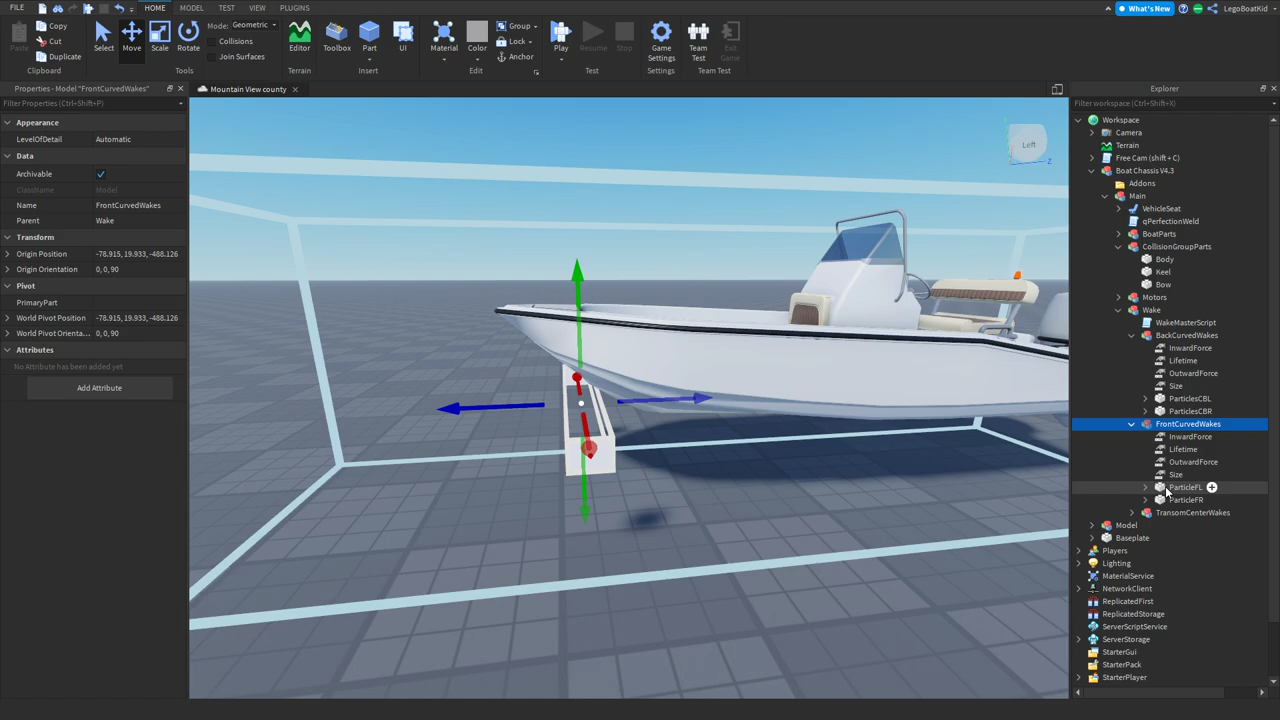 FILE HOME MODEL TEST VIEW PLUGINS What's New LegoBoatKid
Paste Copy Cut Duplicate Clipboard
Select Move Scale Rotate Mode: Geometric Collisions Join Surfaces Tools
Editor Terrain
Toolbox Part UI Insert
Material Color Group Lock Anchor Edit
Play Resume Stop Test
Game Settings Settings
Team Test Exit Game Team Test
Properties - Model "FrontCurvedWakes"
Mountain View county
Explorer
Filter Properties (Ctrl+Shift+P)
Appearance
LevelOfDetail Automatic
Data
Archivable
ClassName Model
Name FrontCurvedWakes
Parent Wake
Transform
Origin Position -78.915, 19.933, -488.126
Origin Orientation 0, 0, 90
Pivot
PrimaryPart
World Pivot Position -78.915, 19.933, -488.126
World Pivot Orienta... 0, 0, 90
Attributes
No Attribute has been added yet
Add Attribute
Left
Z
Filter workspace (Ctrl+Shift+X)
Workspace
Camera
Terrain
Free Cam (shift + C)
Boat Chassis V4.3
Addons
Main
VehicleSeat
qPerfectionWeld
BoatParts
CollisionGroupParts
Body
Keel
Bow
Motors
Wake
WakeMasterScript
BackCurvedWakes
InwardForce
Lifetime
OutwardForce
Size
ParticlesCBL
ParticlesCBR
FrontCurvedWakes
InwardForce
Lifetime
OutwardForce
Size
ParticleFL
ParticleFR
TransomCenterWakes
Model
Baseplate
Players
Lighting
MaterialService
NetworkClient
ReplicatedFirst
ReplicatedStorage
ServerScriptService
ServerStorage
StarterGui
StarterPack
StarterPlayer